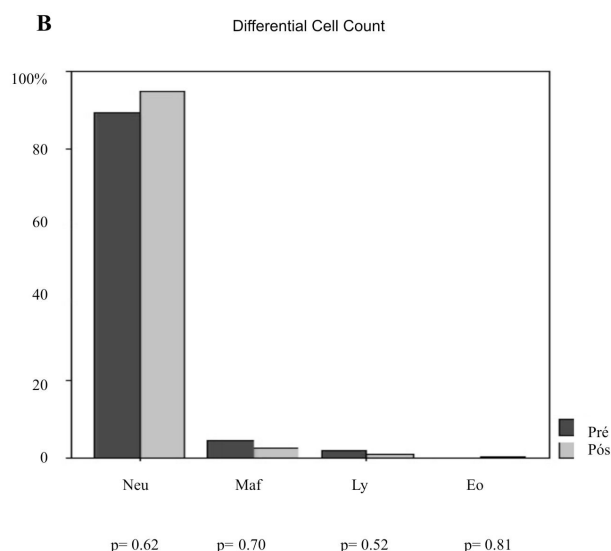 B
Differential Cell Count
100%
80
60
40
20
0
Pré
Pós
Neu Maf Ly Eo
p= 0.62 p= 0.70 p= 0.52 p= 0.81